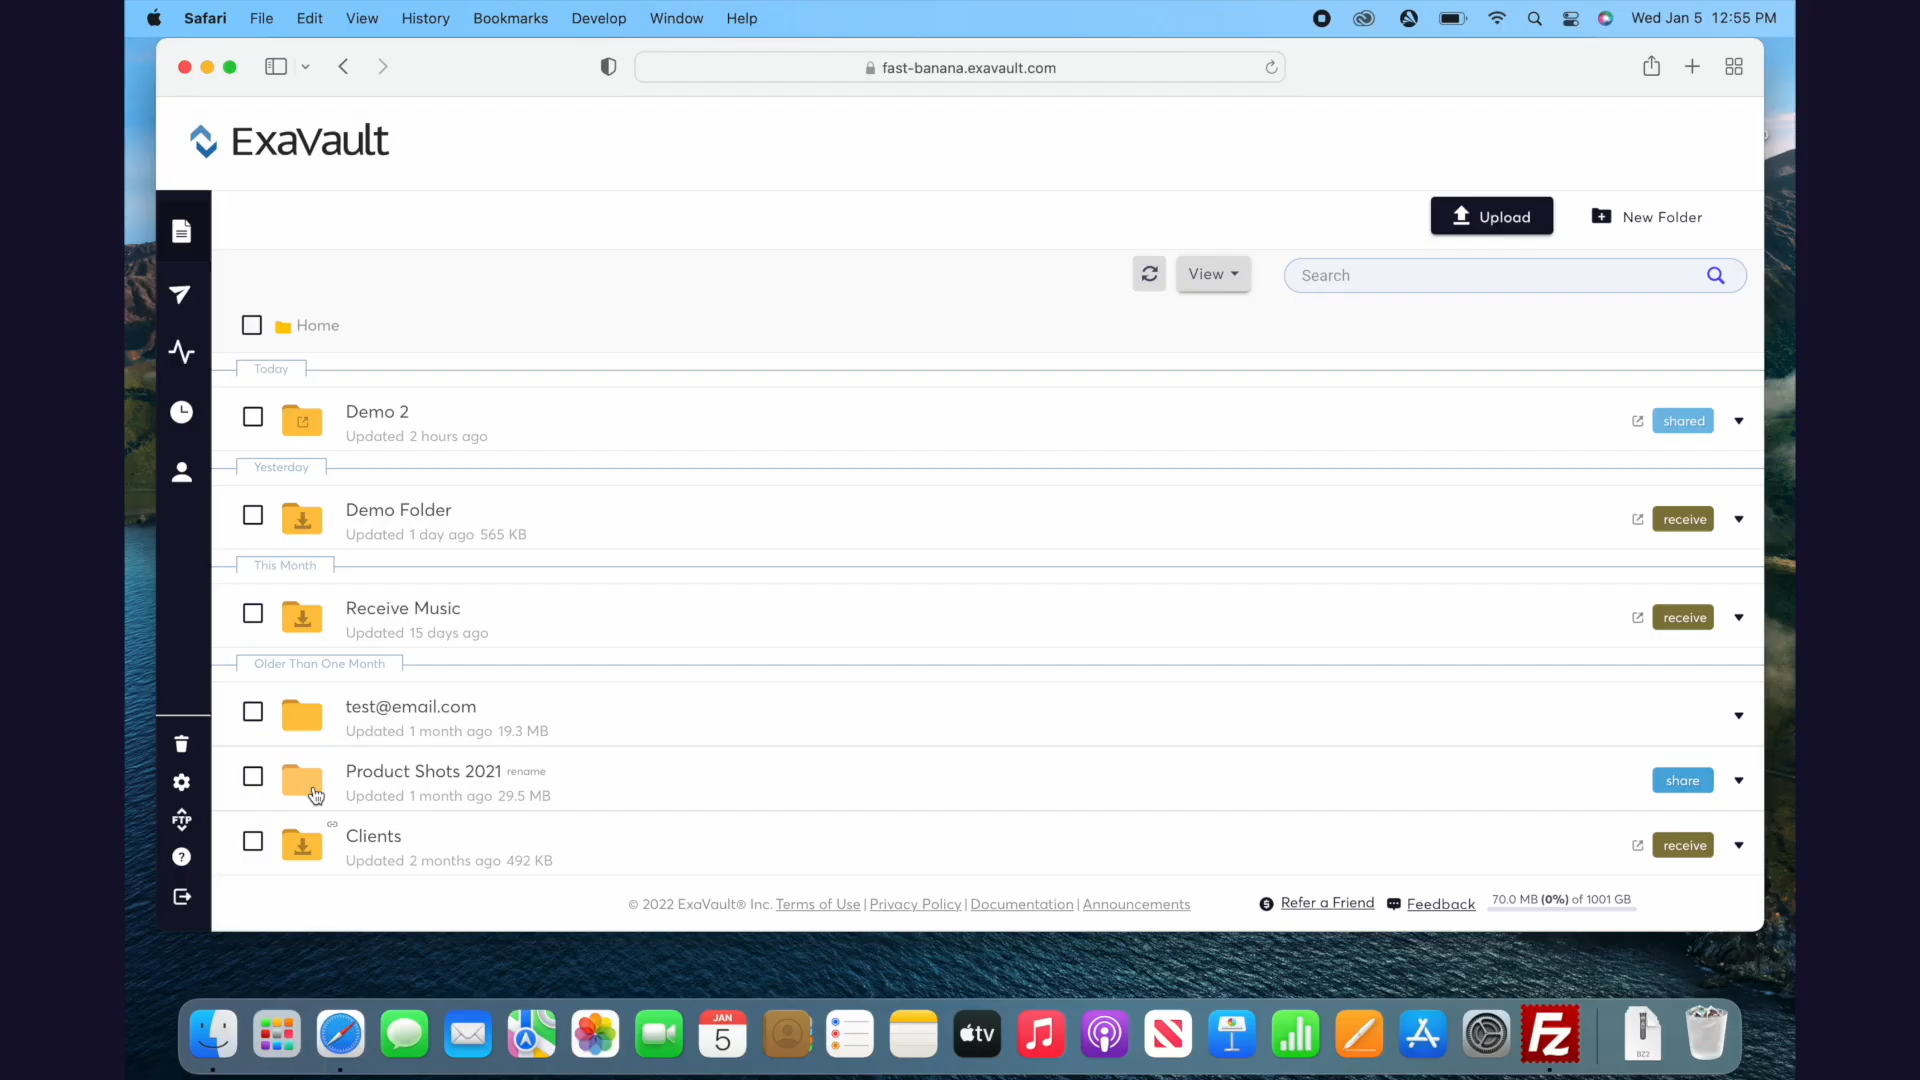 Safari File Edit View History Bookmarks Develop Window Help Wed Jan 5 12:55 PM
fast-banana.exavault.com
ExaVault
Upload New Folder
View Search
Home
Today
Demo 2
Updated 2 hours ago
shared
Yesterday
Demo Folder
Updated 1 day ago 565 KB
receive
This Month
Receive Music
Updated 15 days ago
receive
Older Than One Month
test@email.com
Updated 1 month ago 19.3 MB
Product Shots 2021 rename
Updated 1 month ago 29.5 MB
share
Clients
Updated 2 months ago 492 KB
receive
FTP
?
© 2022 ExaVault® Inc. Terms of Use | Privacy Policy | Documentation | Announcements $ Refer a Friend Feedback 70.0 MB (0%) of 1001 GB
JAN
5
tv
Fz
BZ2